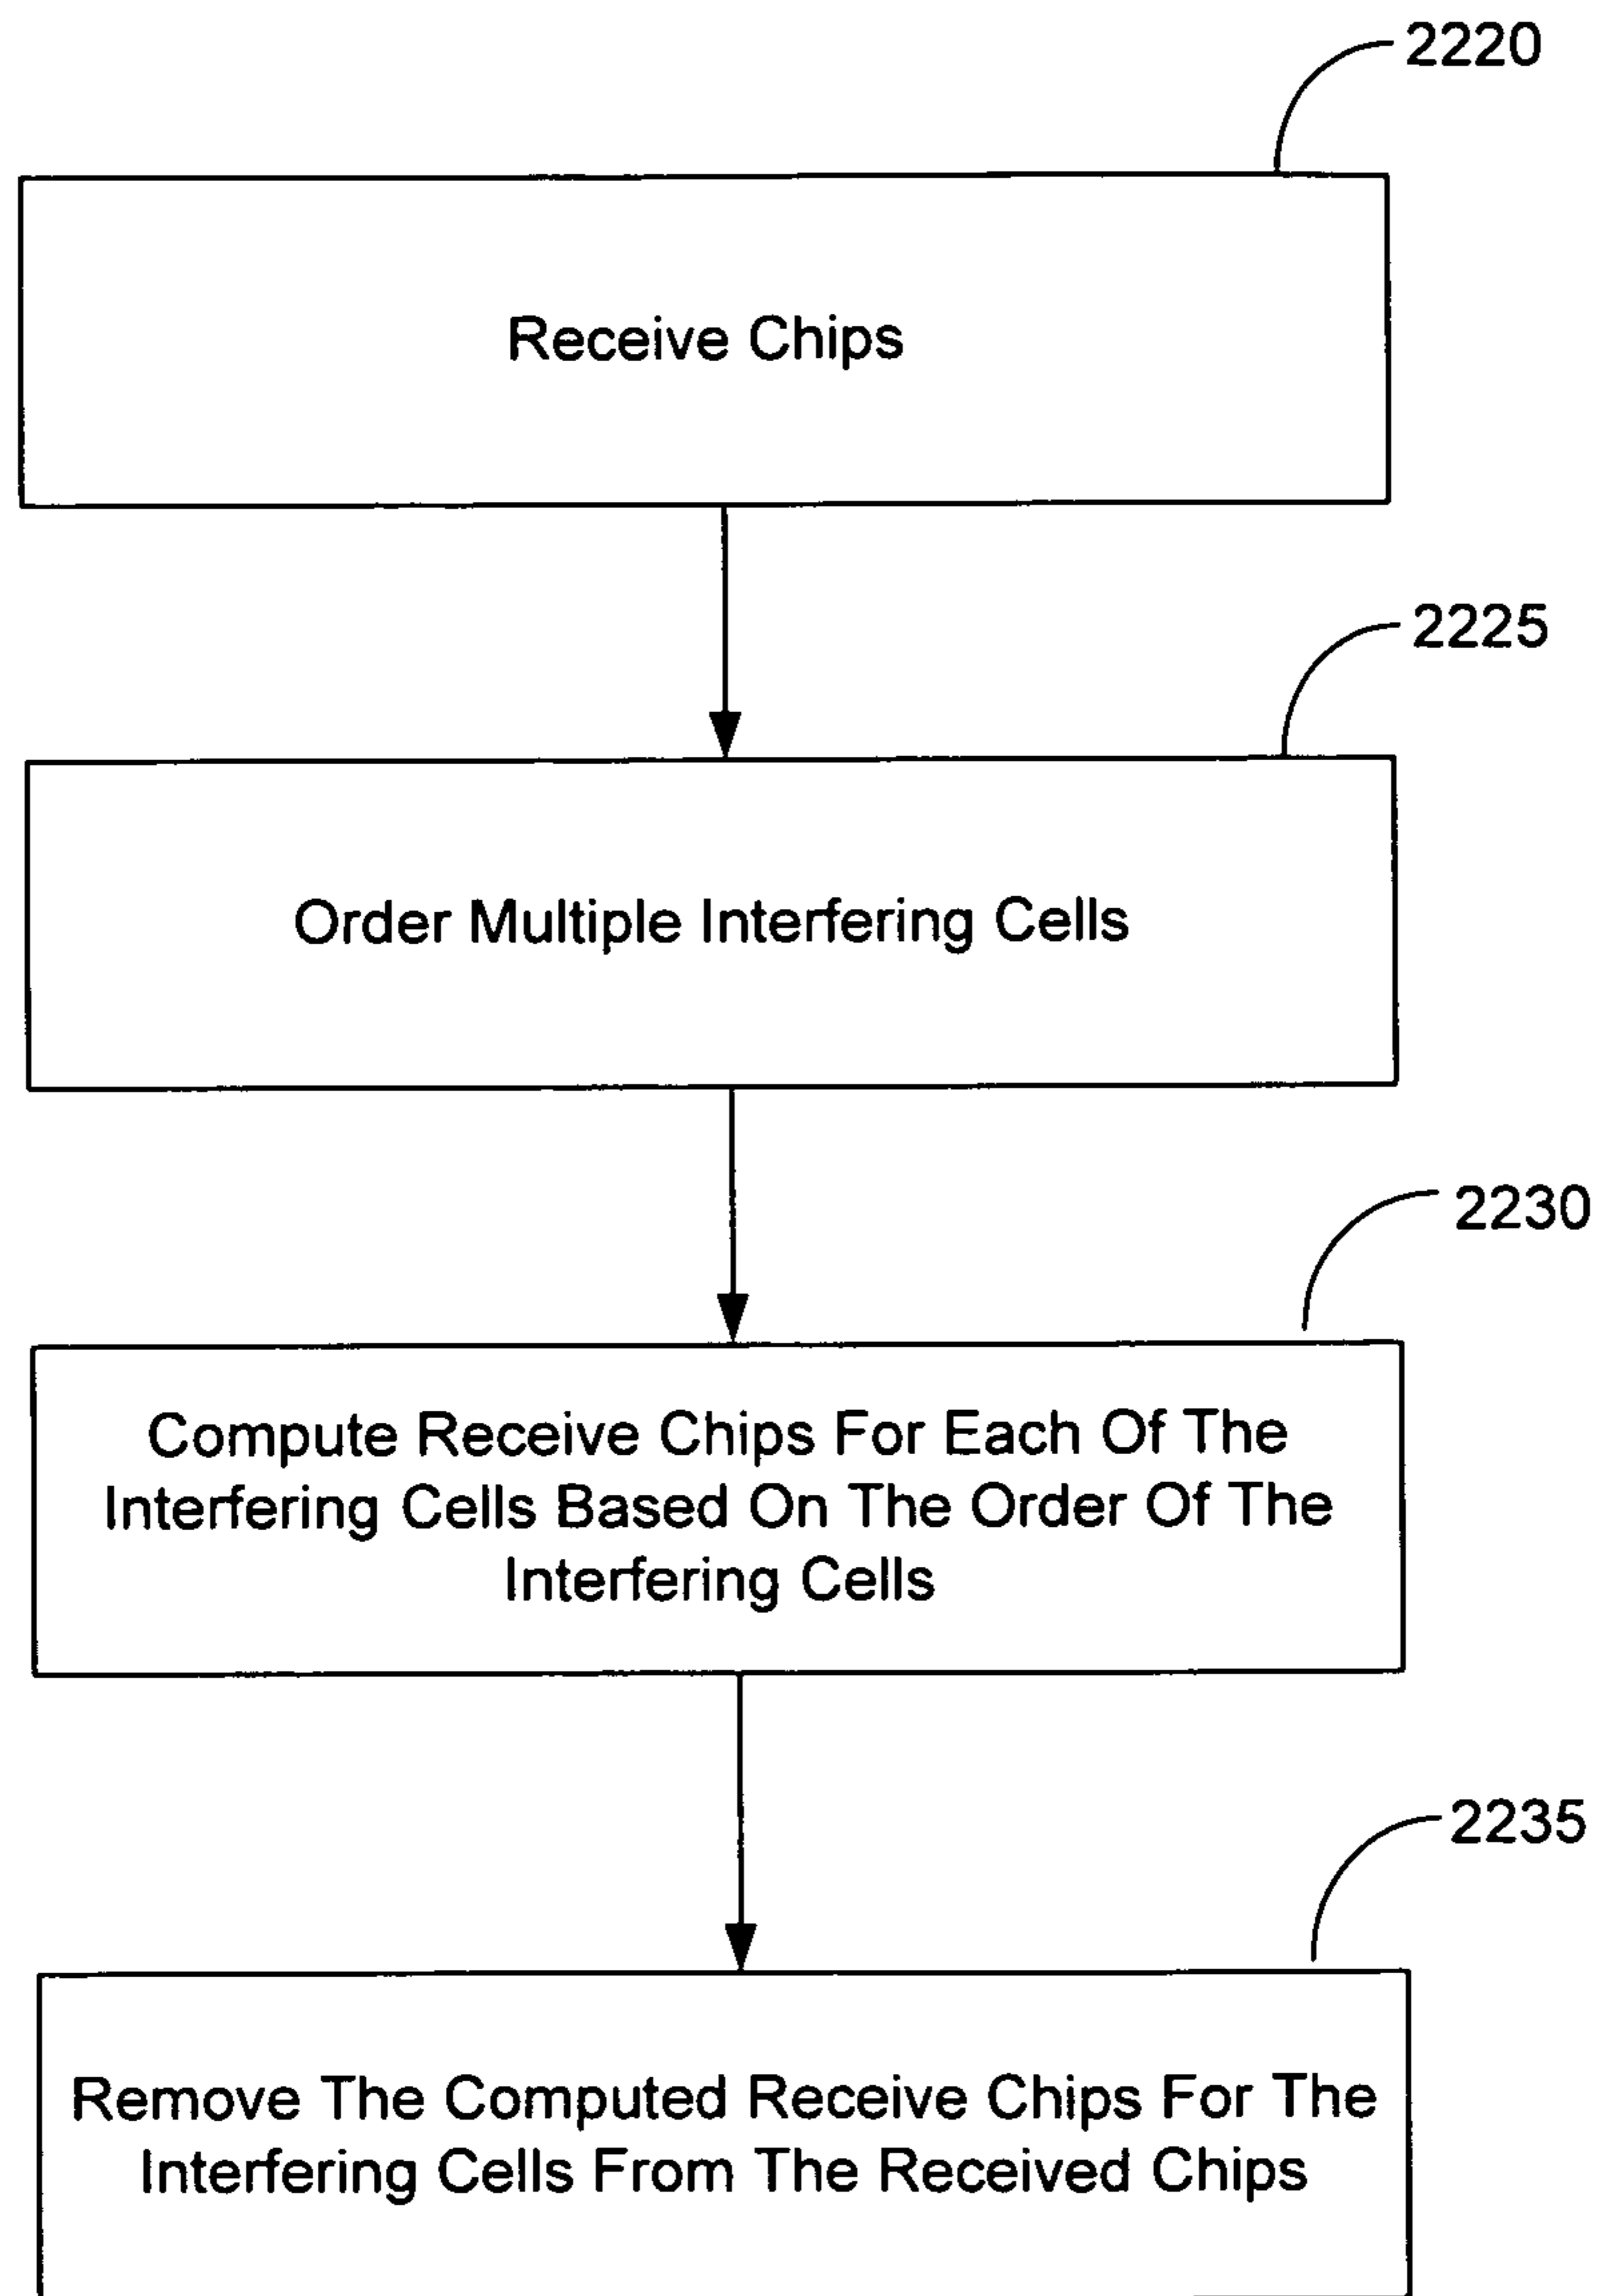 2220
Receive Chips
2225
Order Multiple Interfering Cells
2230
Compute Receive Chips For Each Of The
Interfering Cells Based On The Order Of The
Interfering Cells
2235
Remove The Computed Receive Chips For The
Interfering Cells From The Received Chips